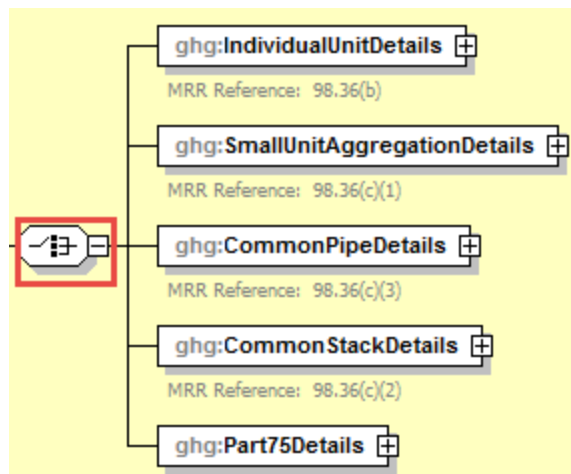 ghg:IndividualUnitDetails
MRR Reference: 98.36(b)
ghg:SmallUnitAggregationDetails
MRR Reference: 98.36(c)(1)
ghg:CommonPipeDetails
MRR Reference: 98.36(c)(3)
ghg:CommonStackDetails
MRR Reference: 98.36(c)(2)
ghg:Part75Details